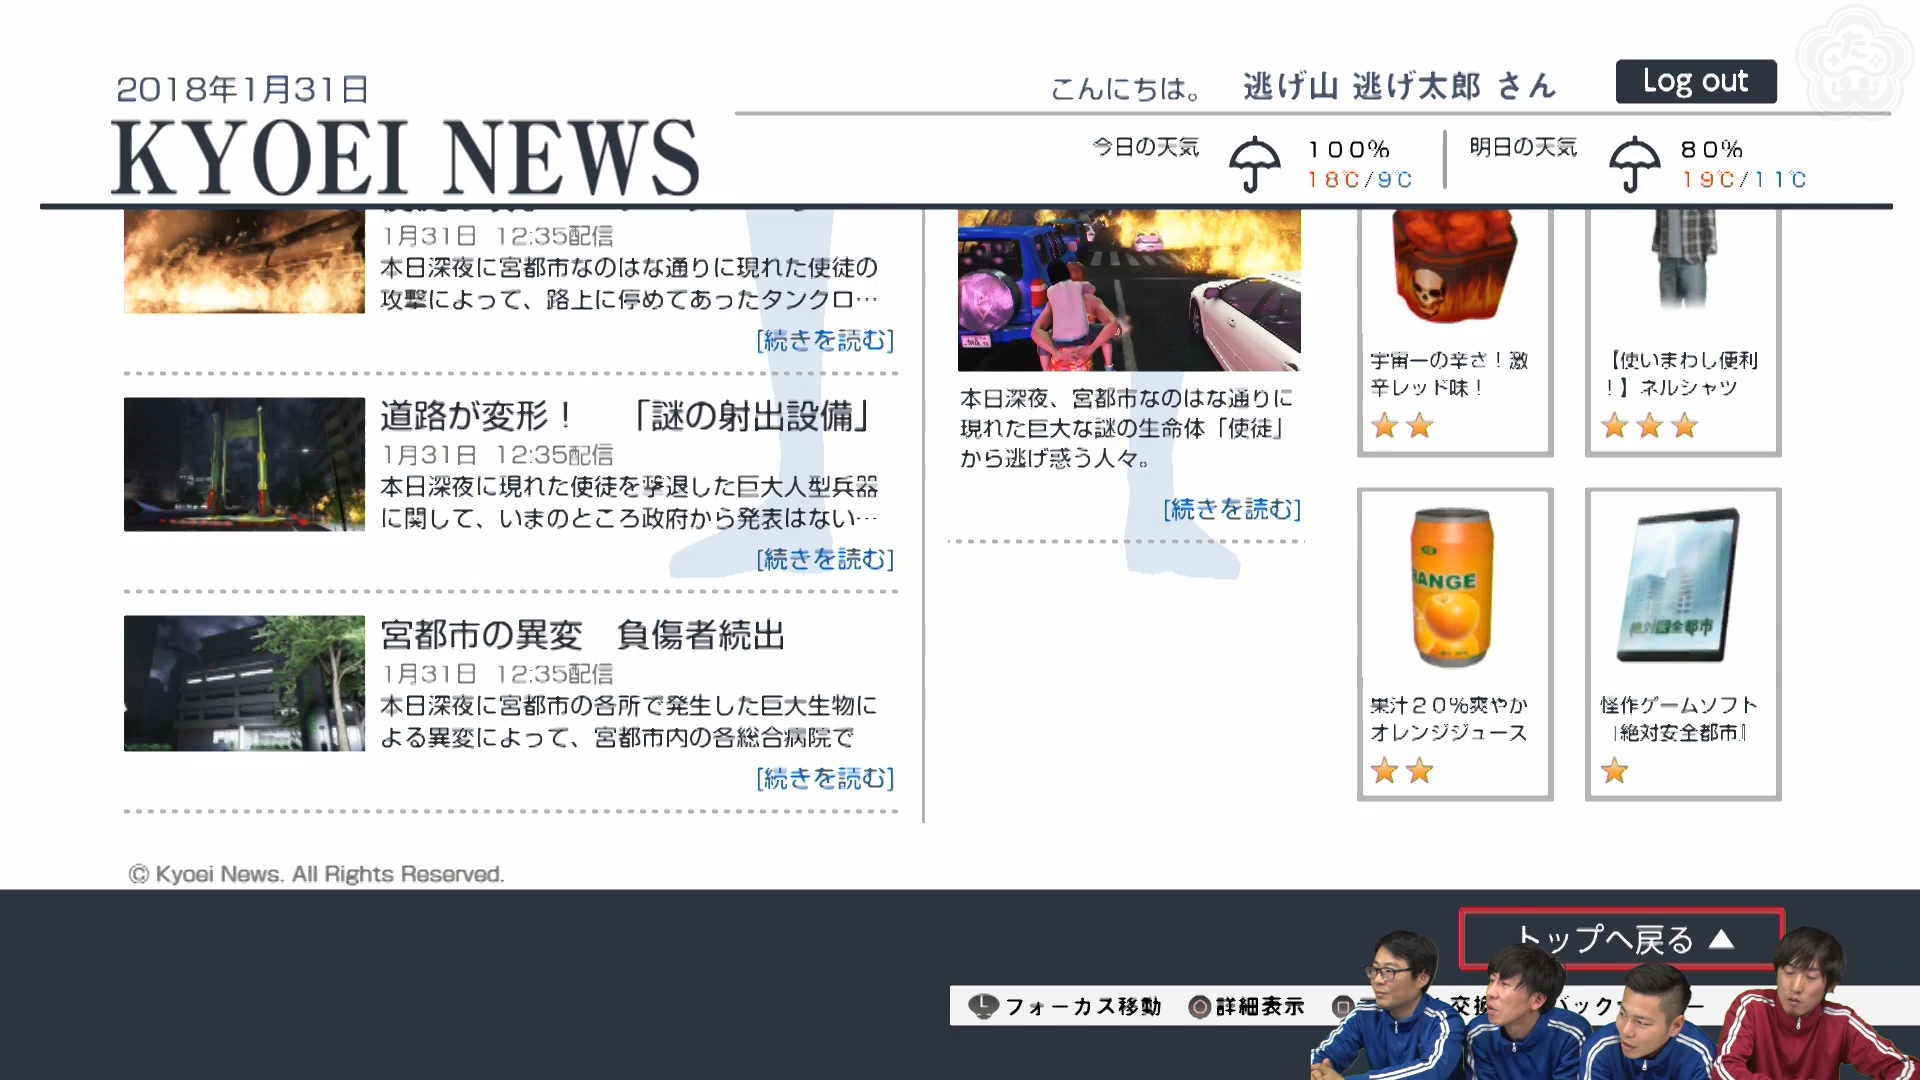 2018年1月31日
KYOEI NEWS
こんにちは。 逃げ山 逃げ太郎 さん
Log out
今日の天気
100%
18℃/9℃
明日の天気
80%
19℃/11℃
1月31日 12:35配信
本日深夜に宮都市なのはな通りに現れた使徒の
攻撃によって、路上に停めてあったタンクロ…
[続きを読む]
道路が変形！ 「謎の射出設備」
1月31日 12:35配信
本日深夜に現れた使徒を撃退した巨大人型兵器
に関して、いまのところ政府から発表はない…
[続きを読む]
宮都市の異変 負傷者続出
1月31日 12:35配信
本日深夜に宮都市の各所で発生した巨大生物に
よる異変によって、宮都市内の各総合病院で
[続きを読む]
本日深夜、宮都市なのはな通りに
現れた巨大な謎の生命体「使徒」
から逃げ惑う人々。
[続きを読む]
宇宙一の辛さ！激
辛レッド味！
【使いまわし便利
！】ネルシャツ
RANGE
果汁２０％爽やか
オレンジジュース
絶対安全都市
怪作ゲームソフト
『絶対安全都市』
© Kyoei News. All Rights Reserved.
トップへ戻る ▲
フォーカス移動 詳細表示 交換 バック